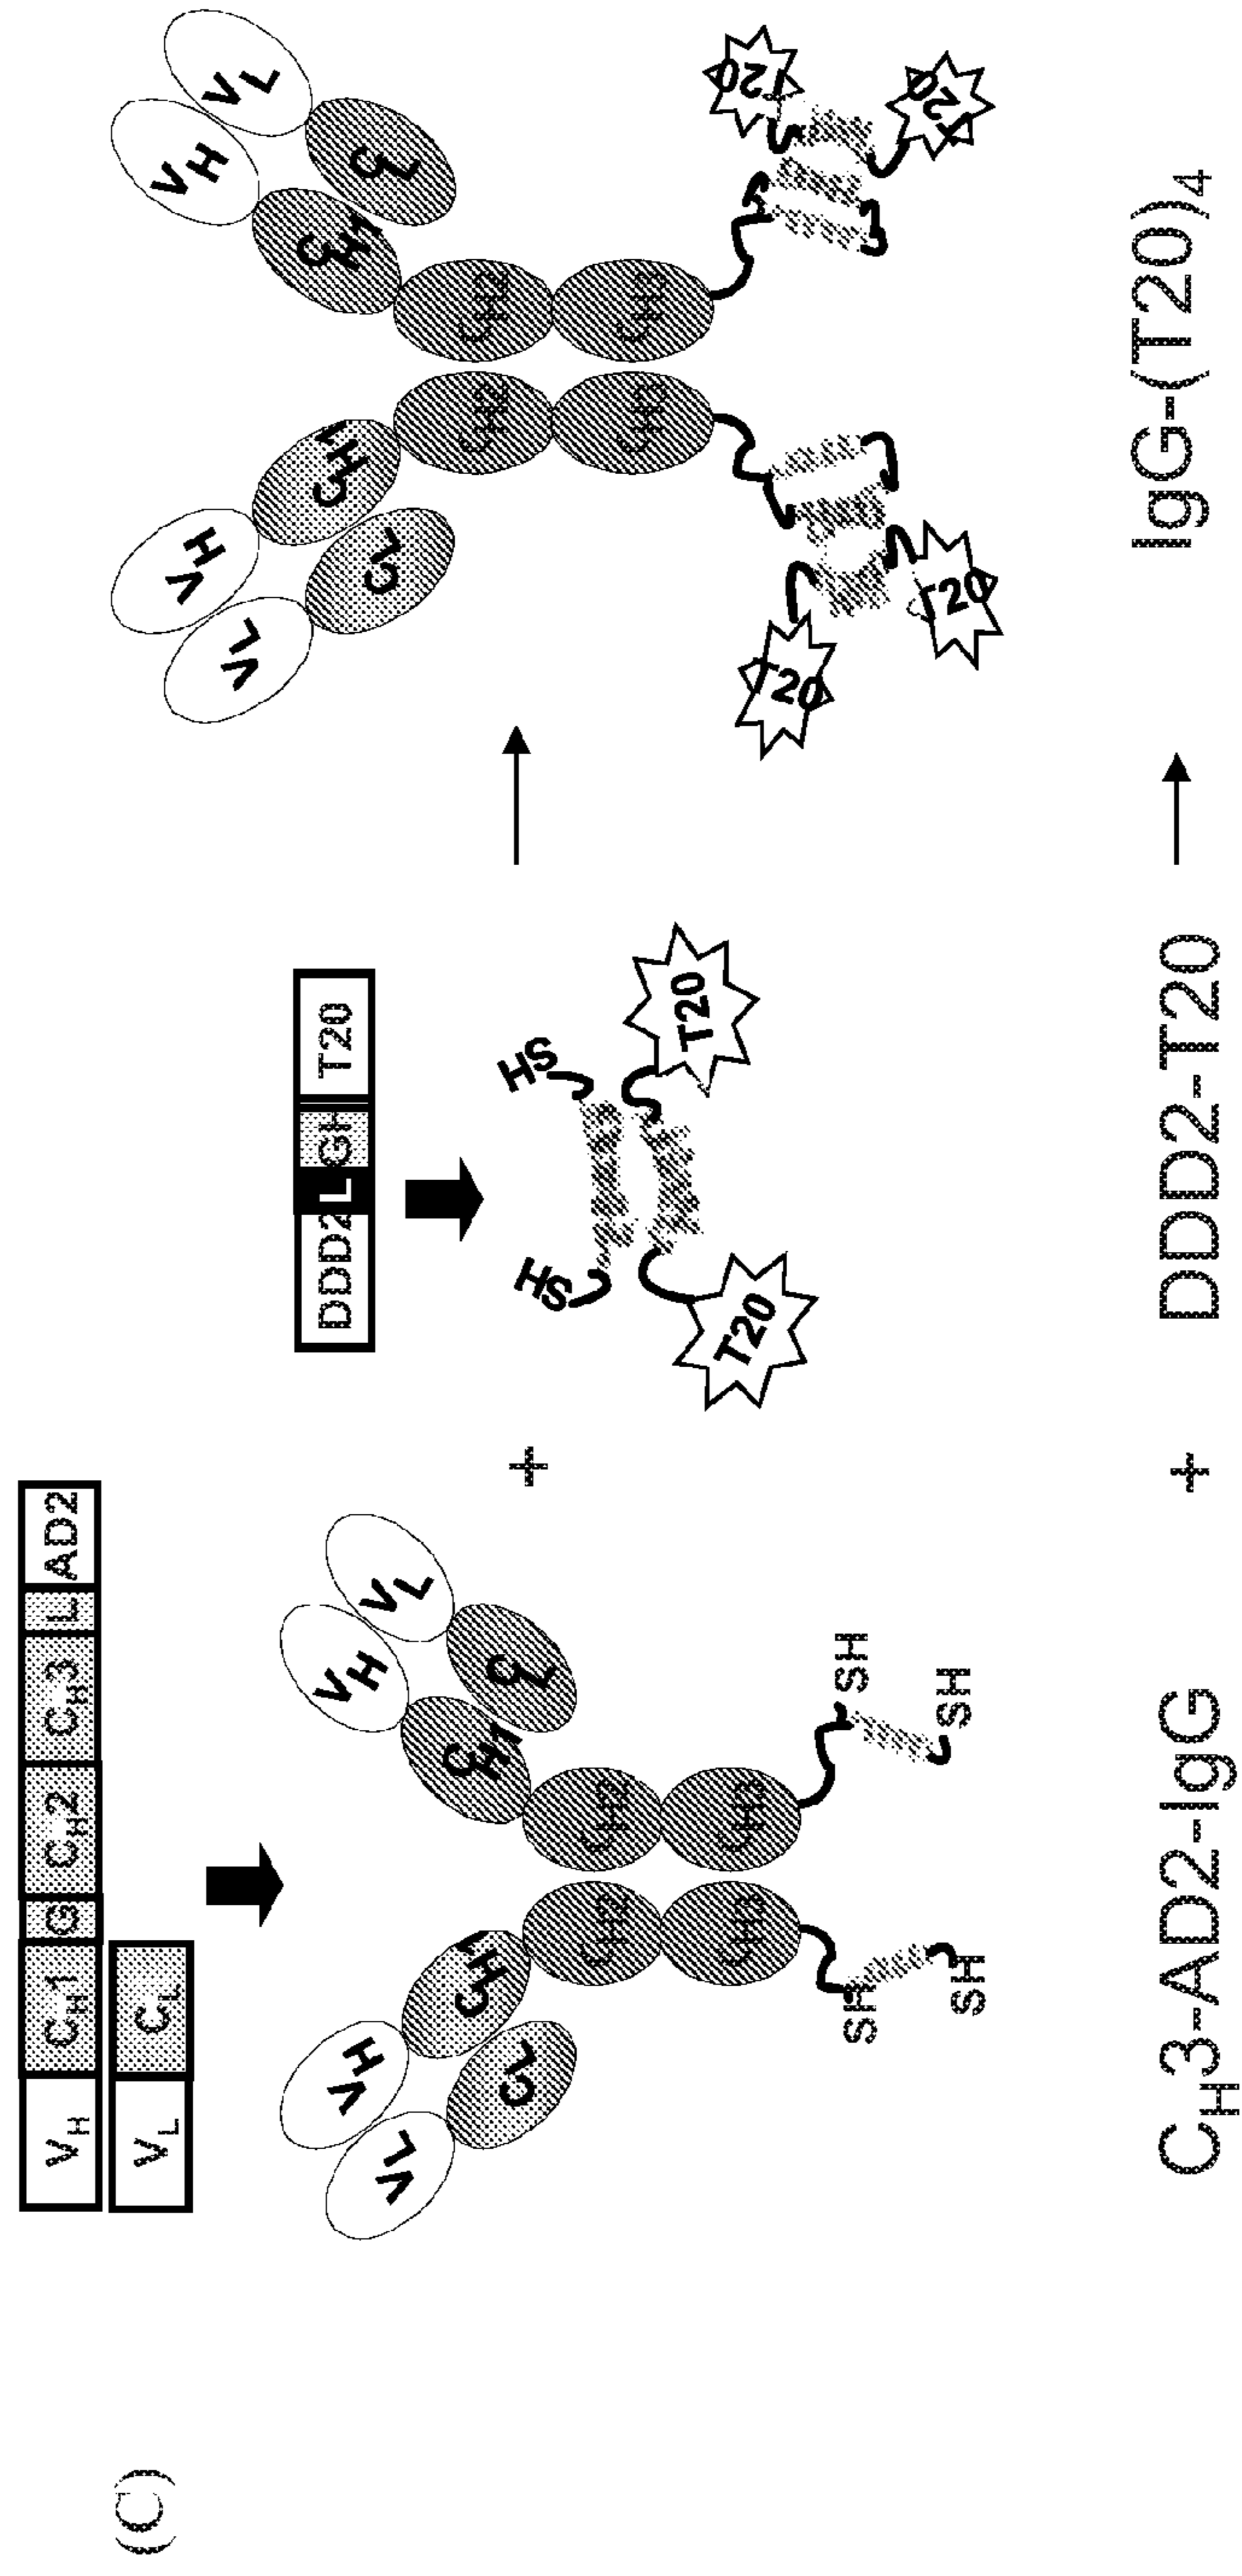 (C)
VH CH1 G CH2 CH3 L AD2
VL CL
DDD2 L GI T20
VL VH VH VL
CL CH1 CH1 CL
CH2 CH2
CH3 CH3
SH SH
SH SH
+
HS HS
T20 T20
VL VH VH VL
CL CH1 CH1 CL
CH2 CH2
CH3 CH3
T20 T20
T20 T20
CH3-AD2-IgG + DDD2-T20 IgG-(T20)4